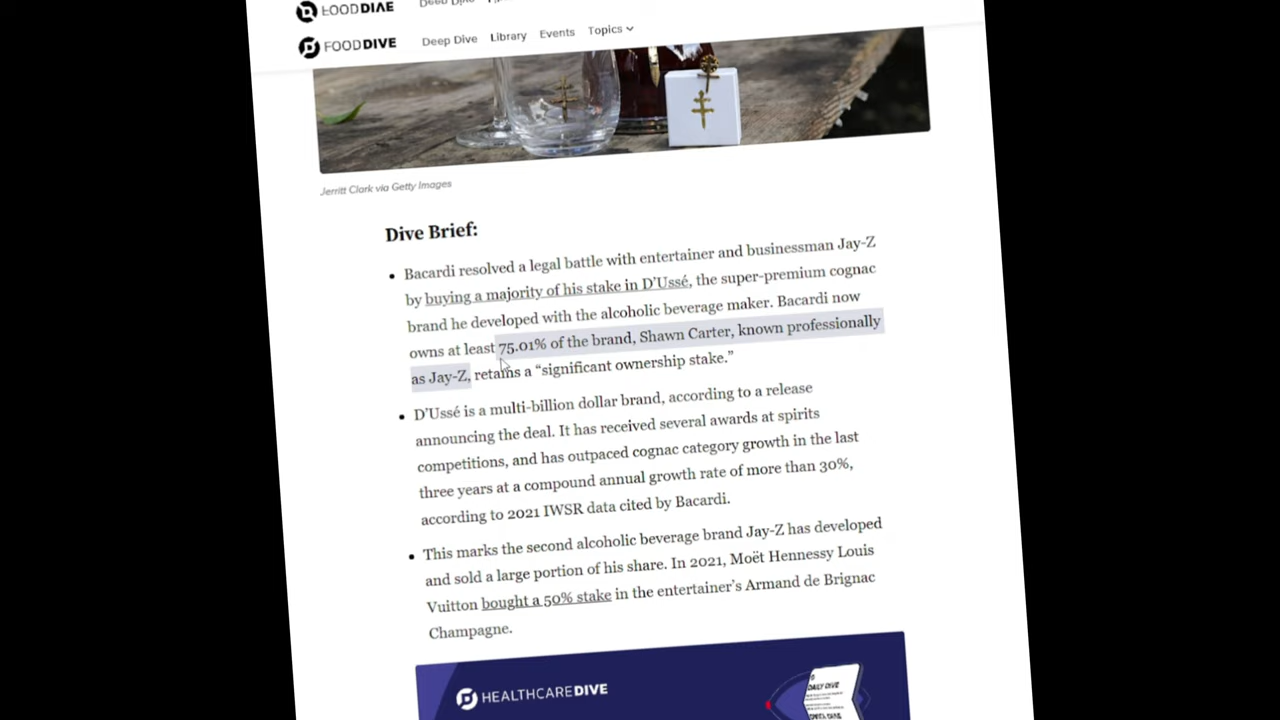 FOODDIVE
FOODDIVE
Deep Dive Library Events Topics
Jerritt Clark via Getty Images
Dive Brief:
• Bacardi resolved a legal battle with entertainer and businessman Jay-Z
by buying a majority of his stake in D'Ussé, the super-premium cognac
brand he developed with the alcoholic beverage maker. Bacardi now
owns at least 75.01% of the brand, Shawn Carter, known professionally
as Jay-Z, retains a “significant ownership stake.”
• D'Ussé is a multi-billion dollar brand, according to a release
announcing the deal. It has received several awards at spirits
competitions, and has outpaced cognac category growth in the last
three years at a compound annual growth rate of more than 30%,
according to 2021 IWSR data cited by Bacardi.
• This marks the second alcoholic beverage brand Jay-Z has developed
and sold a large portion of his share. In 2021, Moët Hennessy Louis
Vuitton bought a 50% stake in the entertainer's Armand de Brignac
Champagne.
HEALTHCAREDIVE
DAILY DIVE